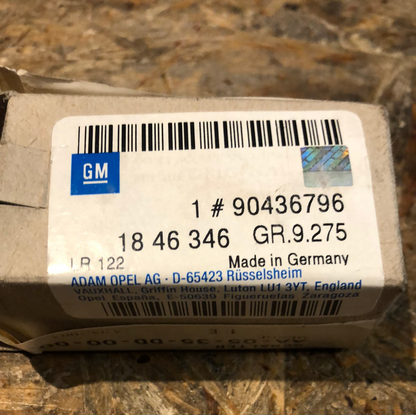 GM
1 # 90436796
18 46 346 GR.9.275
LR 122 Made in Germany
ADAM OPEL AG · D-65423 Rüsselsheim
VAUXHALL, Griffin House, Luton LU1 3YT, England
Opel España, E-50639 Figueruelas Zaragoza